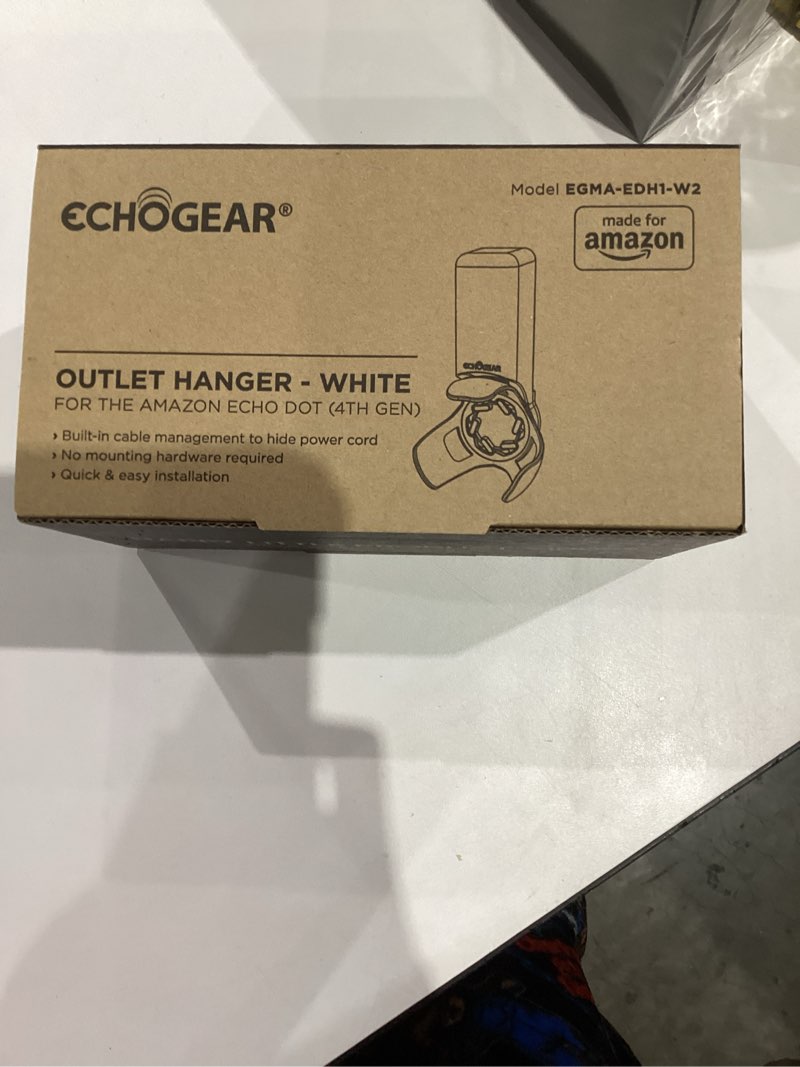 ECHOGEAR®
Model EGMA-EDH1-W2
made for
amazon
ECHOGEAR
OUTLET HANGER - WHITE
FOR THE AMAZON ECHO DOT (4TH GEN)
› Built-in cable management to hide power cord
› No mounting hardware required
› Quick & easy installation